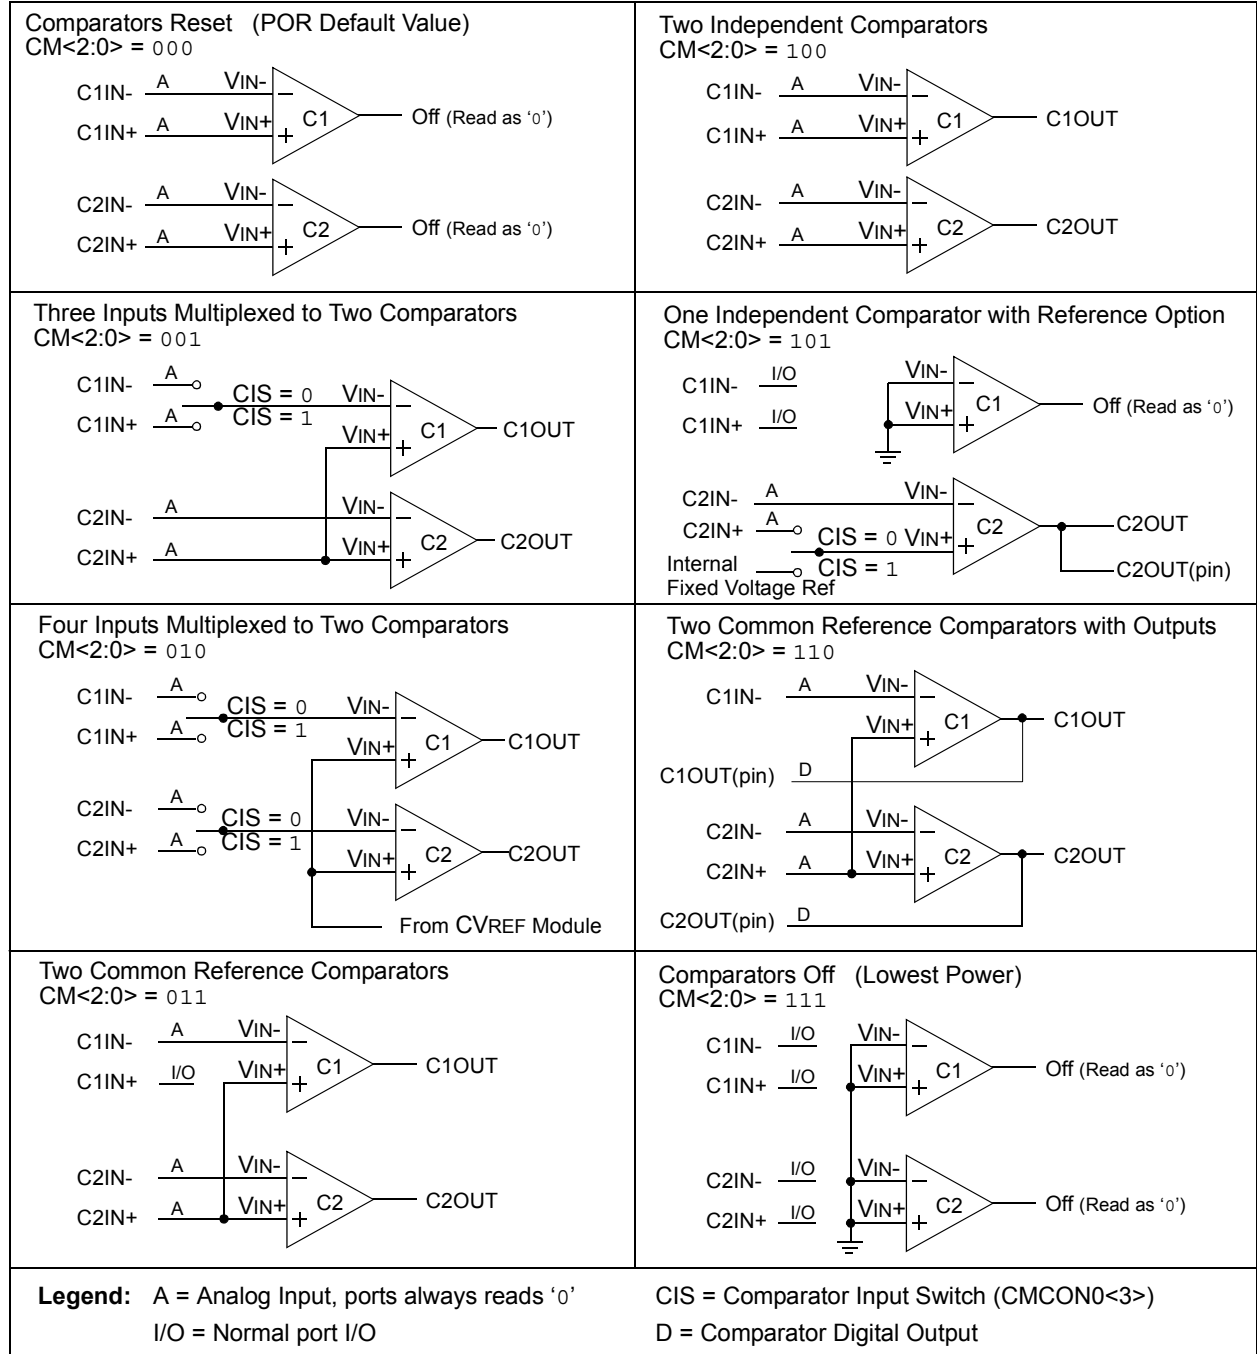 Comparators Reset (POR Default Value)
CM<2:0> = 000
C1IN- A VIN-
C1IN+ A VIN+ C1 Off (Read as ‘0’)
C2IN- A VIN-
C2IN+ A VIN+ C2 Off (Read as ‘0’)
Two Independent Comparators
CM<2:0> = 100
C1IN- A VIN-
C1IN+ A VIN+ C1 C1OUT
C2IN- A VIN-
C2IN+ A VIN+ C2 C2OUT
Three Inputs Multiplexed to Two Comparators
CM<2:0> = 001
C1IN- A CIS = 0 VIN-
C1IN+ A CIS = 1 VIN+ C1 C1OUT
C2IN- A VIN-
C2IN+ A VIN+ C2 C2OUT
One Independent Comparator with Reference Option
CM<2:0> = 101
C1IN- I/O VIN-
C1IN+ I/O VIN+ C1 Off (Read as ‘0’)
C2IN- A VIN-
C2IN+ A CIS = 0 VIN+ C2 C2OUT
Internal CIS = 1 C2OUT(pin)
Fixed Voltage Ref
Four Inputs Multiplexed to Two Comparators
CM<2:0> = 010
C1IN- A CIS = 0 VIN-
C1IN+ A CIS = 1 VIN+ C1 C1OUT
C2IN- A CIS = 0 VIN-
C2IN+ A CIS = 1 VIN+ C2 C2OUT
From CVREF Module
Two Common Reference Comparators with Outputs
CM<2:0> = 110
C1IN- A VIN-
VIN+ C1 C1OUT
C1OUT(pin) D
C2IN- A VIN-
C2IN+ A VIN+ C2 C2OUT
C2OUT(pin) D
Two Common Reference Comparators
CM<2:0> = 011
C1IN- A VIN-
C1IN+ I/O VIN+ C1 C1OUT
C2IN- A VIN-
C2IN+ A VIN+ C2 C2OUT
Comparators Off (Lowest Power)
CM<2:0> = 111
C1IN- I/O VIN-
C1IN+ I/O VIN+ C1 Off (Read as ‘0’)
C2IN- I/O VIN-
C2IN+ I/O VIN+ C2 Off (Read as ‘0’)
Legend: A = Analog Input, ports always reads ‘0’ CIS = Comparator Input Switch (CMCON0<3>)
I/O = Normal port I/O D = Comparator Digital Output